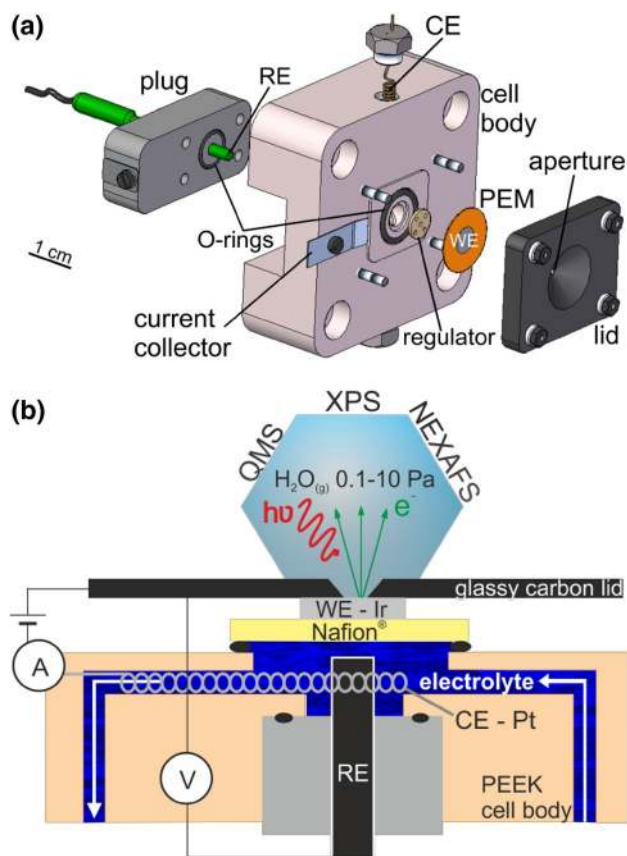 (a)
CE
RE
plug
cell
body
aperture
PEM
O-rings
WE
1 cm
current
collector
regulator
lid
(b)
XPS
QMS
NEXAFS
H₂O(g) 0.1-10 Pa
hυ
e⁻
glassy carbon lid
WE - Ir
Nafion®
A
electrolyte
CE - Pt
V
RE
PEEK
cell body